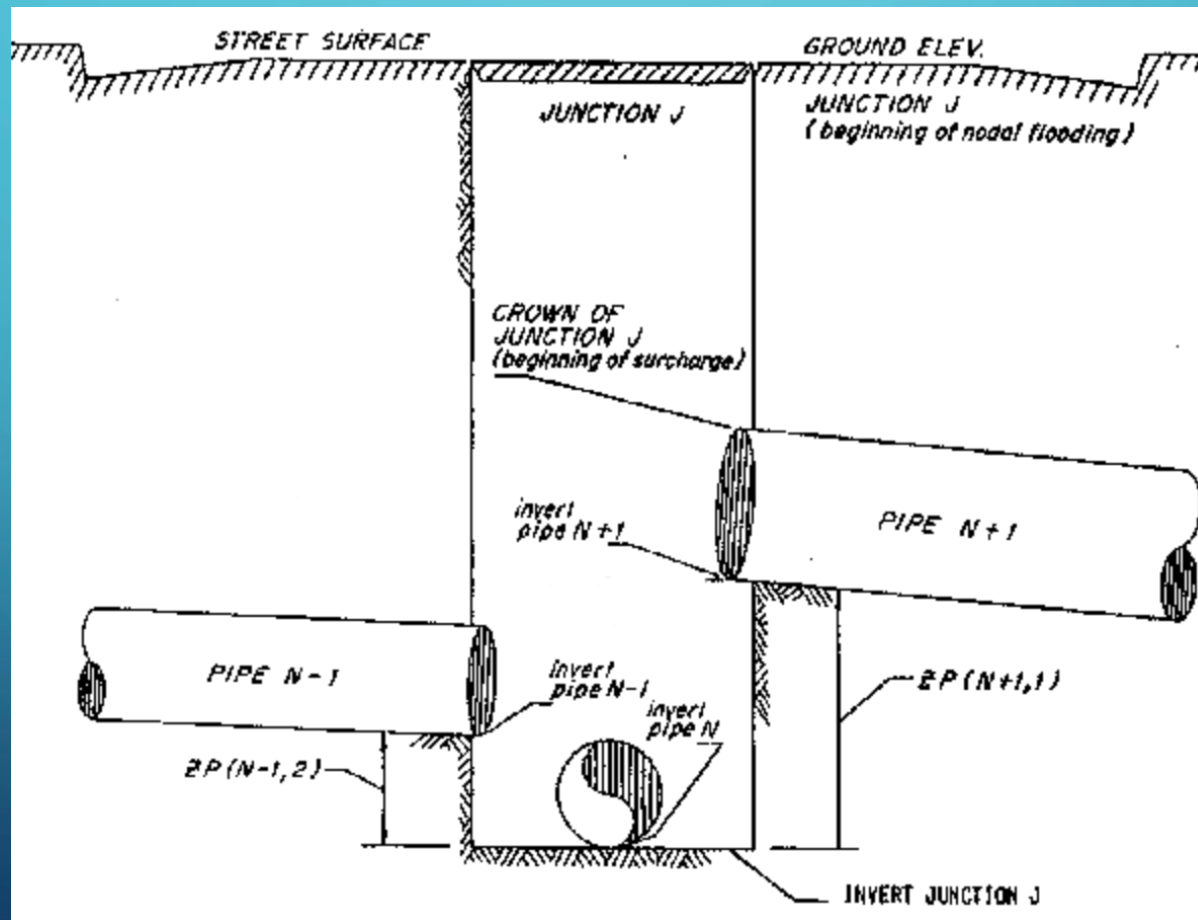 STREET SURFACE
GROUND ELEV.
JUNCTION J
JUNCTION J
(beginning of nodal flooding)
CROWN OF
JUNCTION J
(beginning of surcharge)
invert
pipe N+1
PIPE N+1
PIPE N-1
invert
pipe N-1
invert
pipe N
ZP(N+1,1)
ZP(N-1,2)
INVERT JUNCTION J